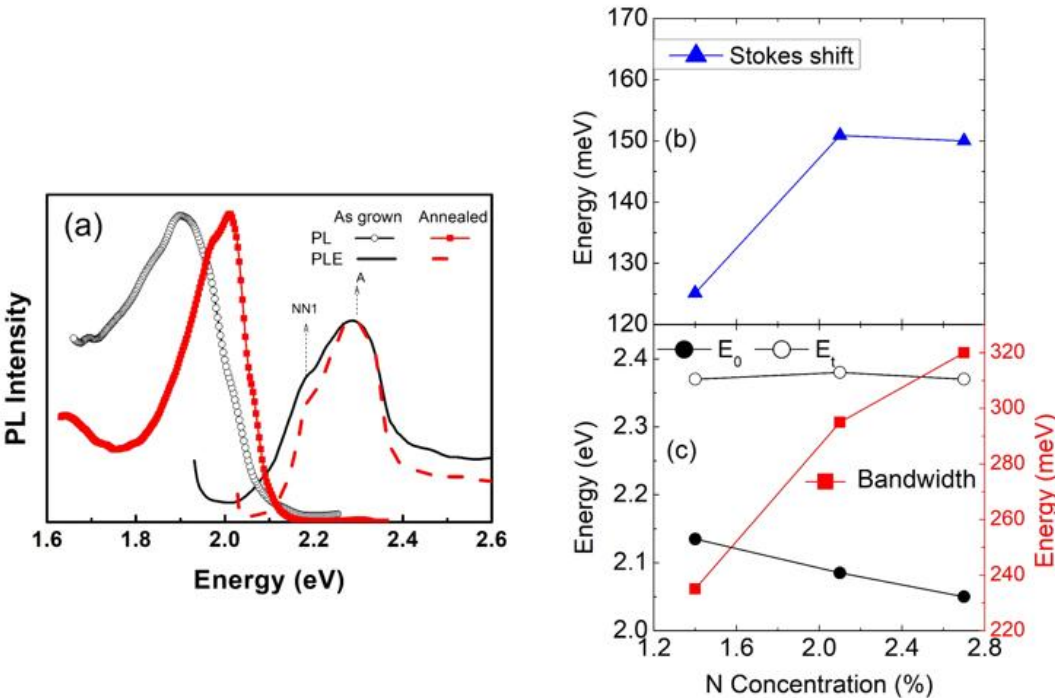 (a)
As grown Annealed
PL
PLE
A
NN1
PL Intensity
1.6 1.8 2.0 2.2 2.4 2.6
Energy (eV)
170
160
150
140
130
120
Energy (meV)
Stokes shift
(b)
E0 Et
2.4
2.3
2.2
2.1
2.0
Energy (eV)
(c)
Bandwidth
320
300
280
260
240
220
Energy (meV)
1.2 1.6 2.0 2.4 2.8
N Concentration (%)